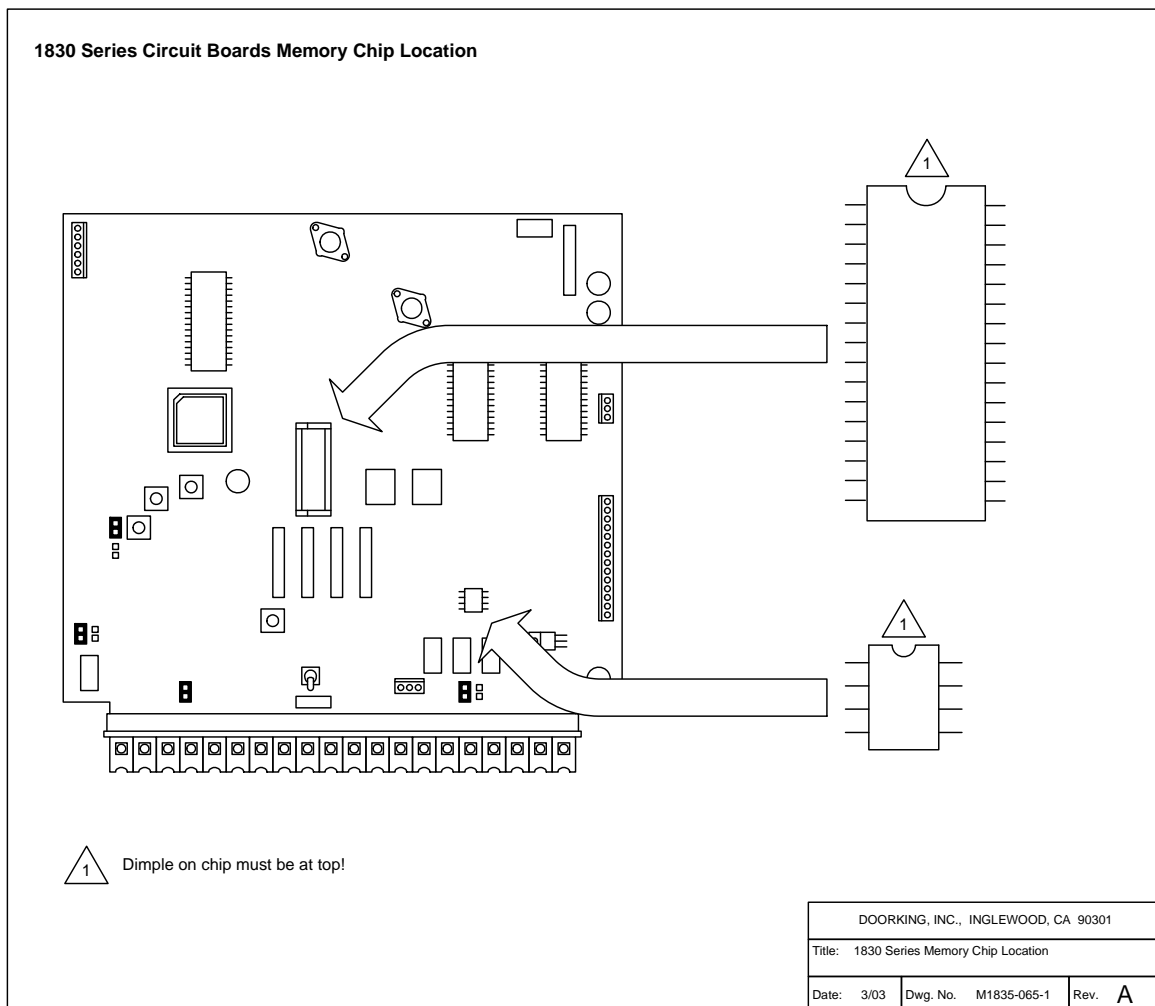 1830 Series Circuit Boards Memory Chip Location
1
1
1 Dimple on chip must be at top!
DOORKING, INC., INGLEWOOD, CA 90301
Title: 1830 Series Memory Chip Location
Date: 3/03 Dwg. No. M1835-065-1 Rev. A